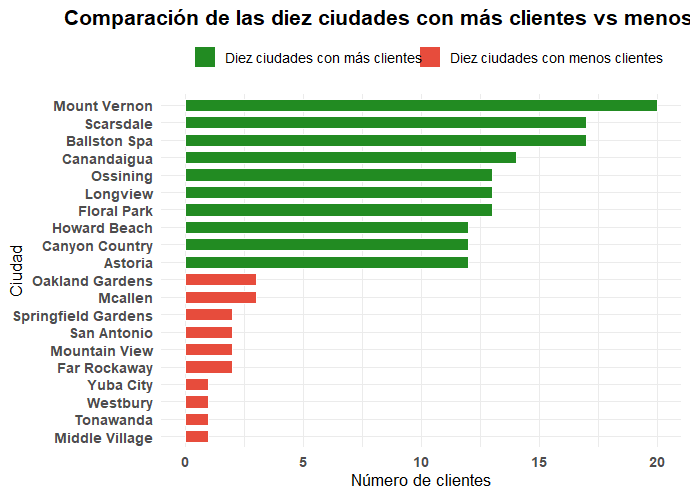 Comparación de las diez ciudades con más clientes vs menos
Diez ciudades con más clientes
Diez ciudades con menos clientes
Ciudad
Mount Vernon
Scarsdale
Ballston Spa
Canandaigua
Ossining
Longview
Floral Park
Howard Beach
Canyon Country
Astoria
Oakland Gardens
Mcallen
Springfield Gardens
San Antonio
Mountain View
Far Rockaway
Yuba City
Westbury
Tonawanda
Middle Village
0 5 10 15 20
Número de clientes